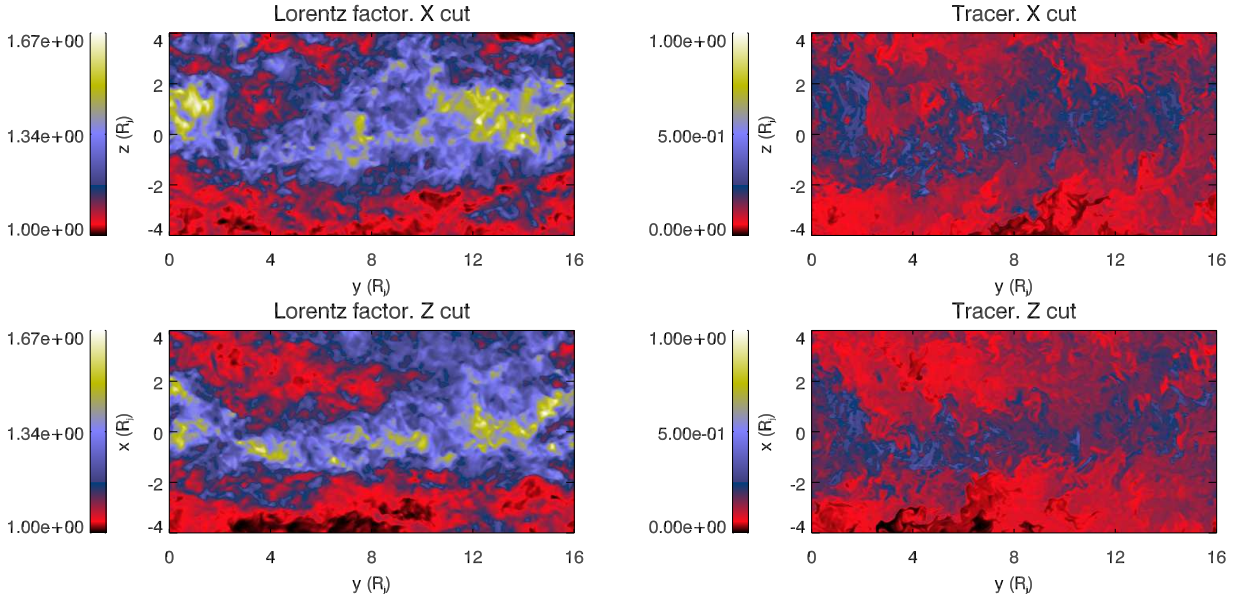 Lorentz factor. X cut
1.67e+00
1.34e+00
1.00e+00
z (Rj)
4
2
0
-2
-4
0 4 8 12 16
y (Rj)
Tracer. X cut
1.00e+00
5.00e-01
0.00e+00
z (Rj)
4
2
0
-2
-4
0 4 8 12 16
y (Rj)
Lorentz factor. Z cut
1.67e+00
1.34e+00
1.00e+00
x (Rj)
4
2
0
-2
-4
0 4 8 12 16
y (Rj)
Tracer. Z cut
1.00e+00
5.00e-01
0.00e+00
x (Rj)
4
2
0
-2
-4
0 4 8 12 16
y (Rj)